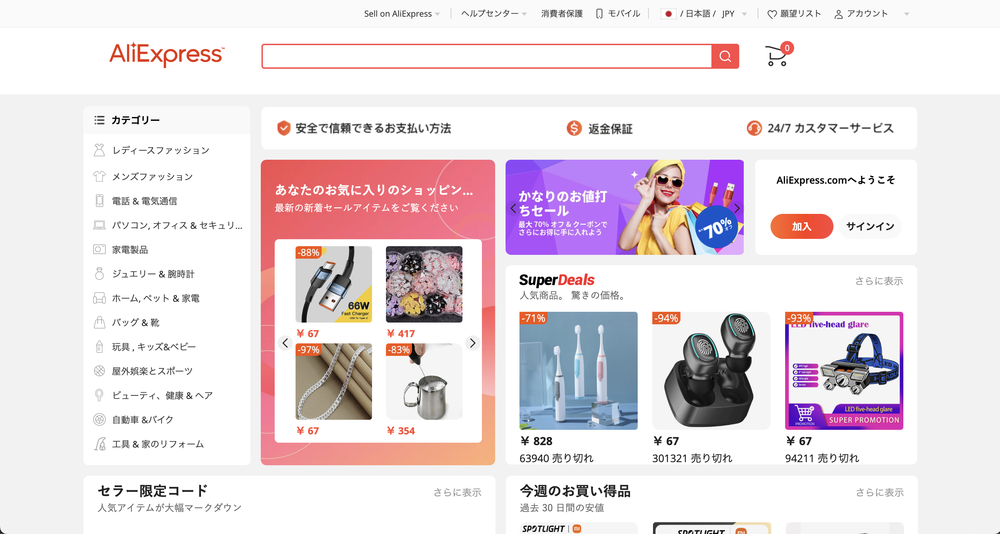 Sell on AliExpress
ヘルプセンター
消費者保護
モバイル
/ 日本語 / JPY
願望リスト
アカウント
AliExpress™
0
カテゴリー
レディースファッション
メンズファッション
電話 & 電気通信
パソコン, オフィス & セキュリ...
家電製品
ジュエリー & 腕時計
ホーム, ペット & 家電
バッグ & 靴
玩具 , キッズ&ベビー
屋外娯楽とスポーツ
ビューティ、健康 & ヘア
自動車 &バイク
工具 & 家のリフォーム
安全で信頼できるお支払い方法
返金保証
24/7 カスタマーサービス
あなたのお気に入りのショッピン...
最新の新着セールアイテムをご覧ください
-88%
66W
Fast Charger
USB To Type-C
¥ 67
¥ 417
-97%
-83%
¥ 67
¥ 354
かなりのお値打
ちセール
最大 70% オフ & クーポンで
さらにお得に手に入れよう
最大 70% オフ
AliExpress.comへようこそ
加入
サインイン
SuperDeals
さらに表示
人気商品。 驚きの価格。
-71%
¥ 828
63940 売り切れ
-94%
¥ 67
301321 売り切れ
-93%
LED five-head glare
XPE high
4* Side light
All bright
Strobe
LED five-head glare
PROMOTION
SUPER PROMOTION
¥ 67
94211 売り切れ
セラー限定コード
さらに表示
人気アイテムが大幅マークダウン
今週のお買い得品
さらに表示
過去 30 日間の安値
SPOTLIGHT | mi
SPOTLIGHT | mi